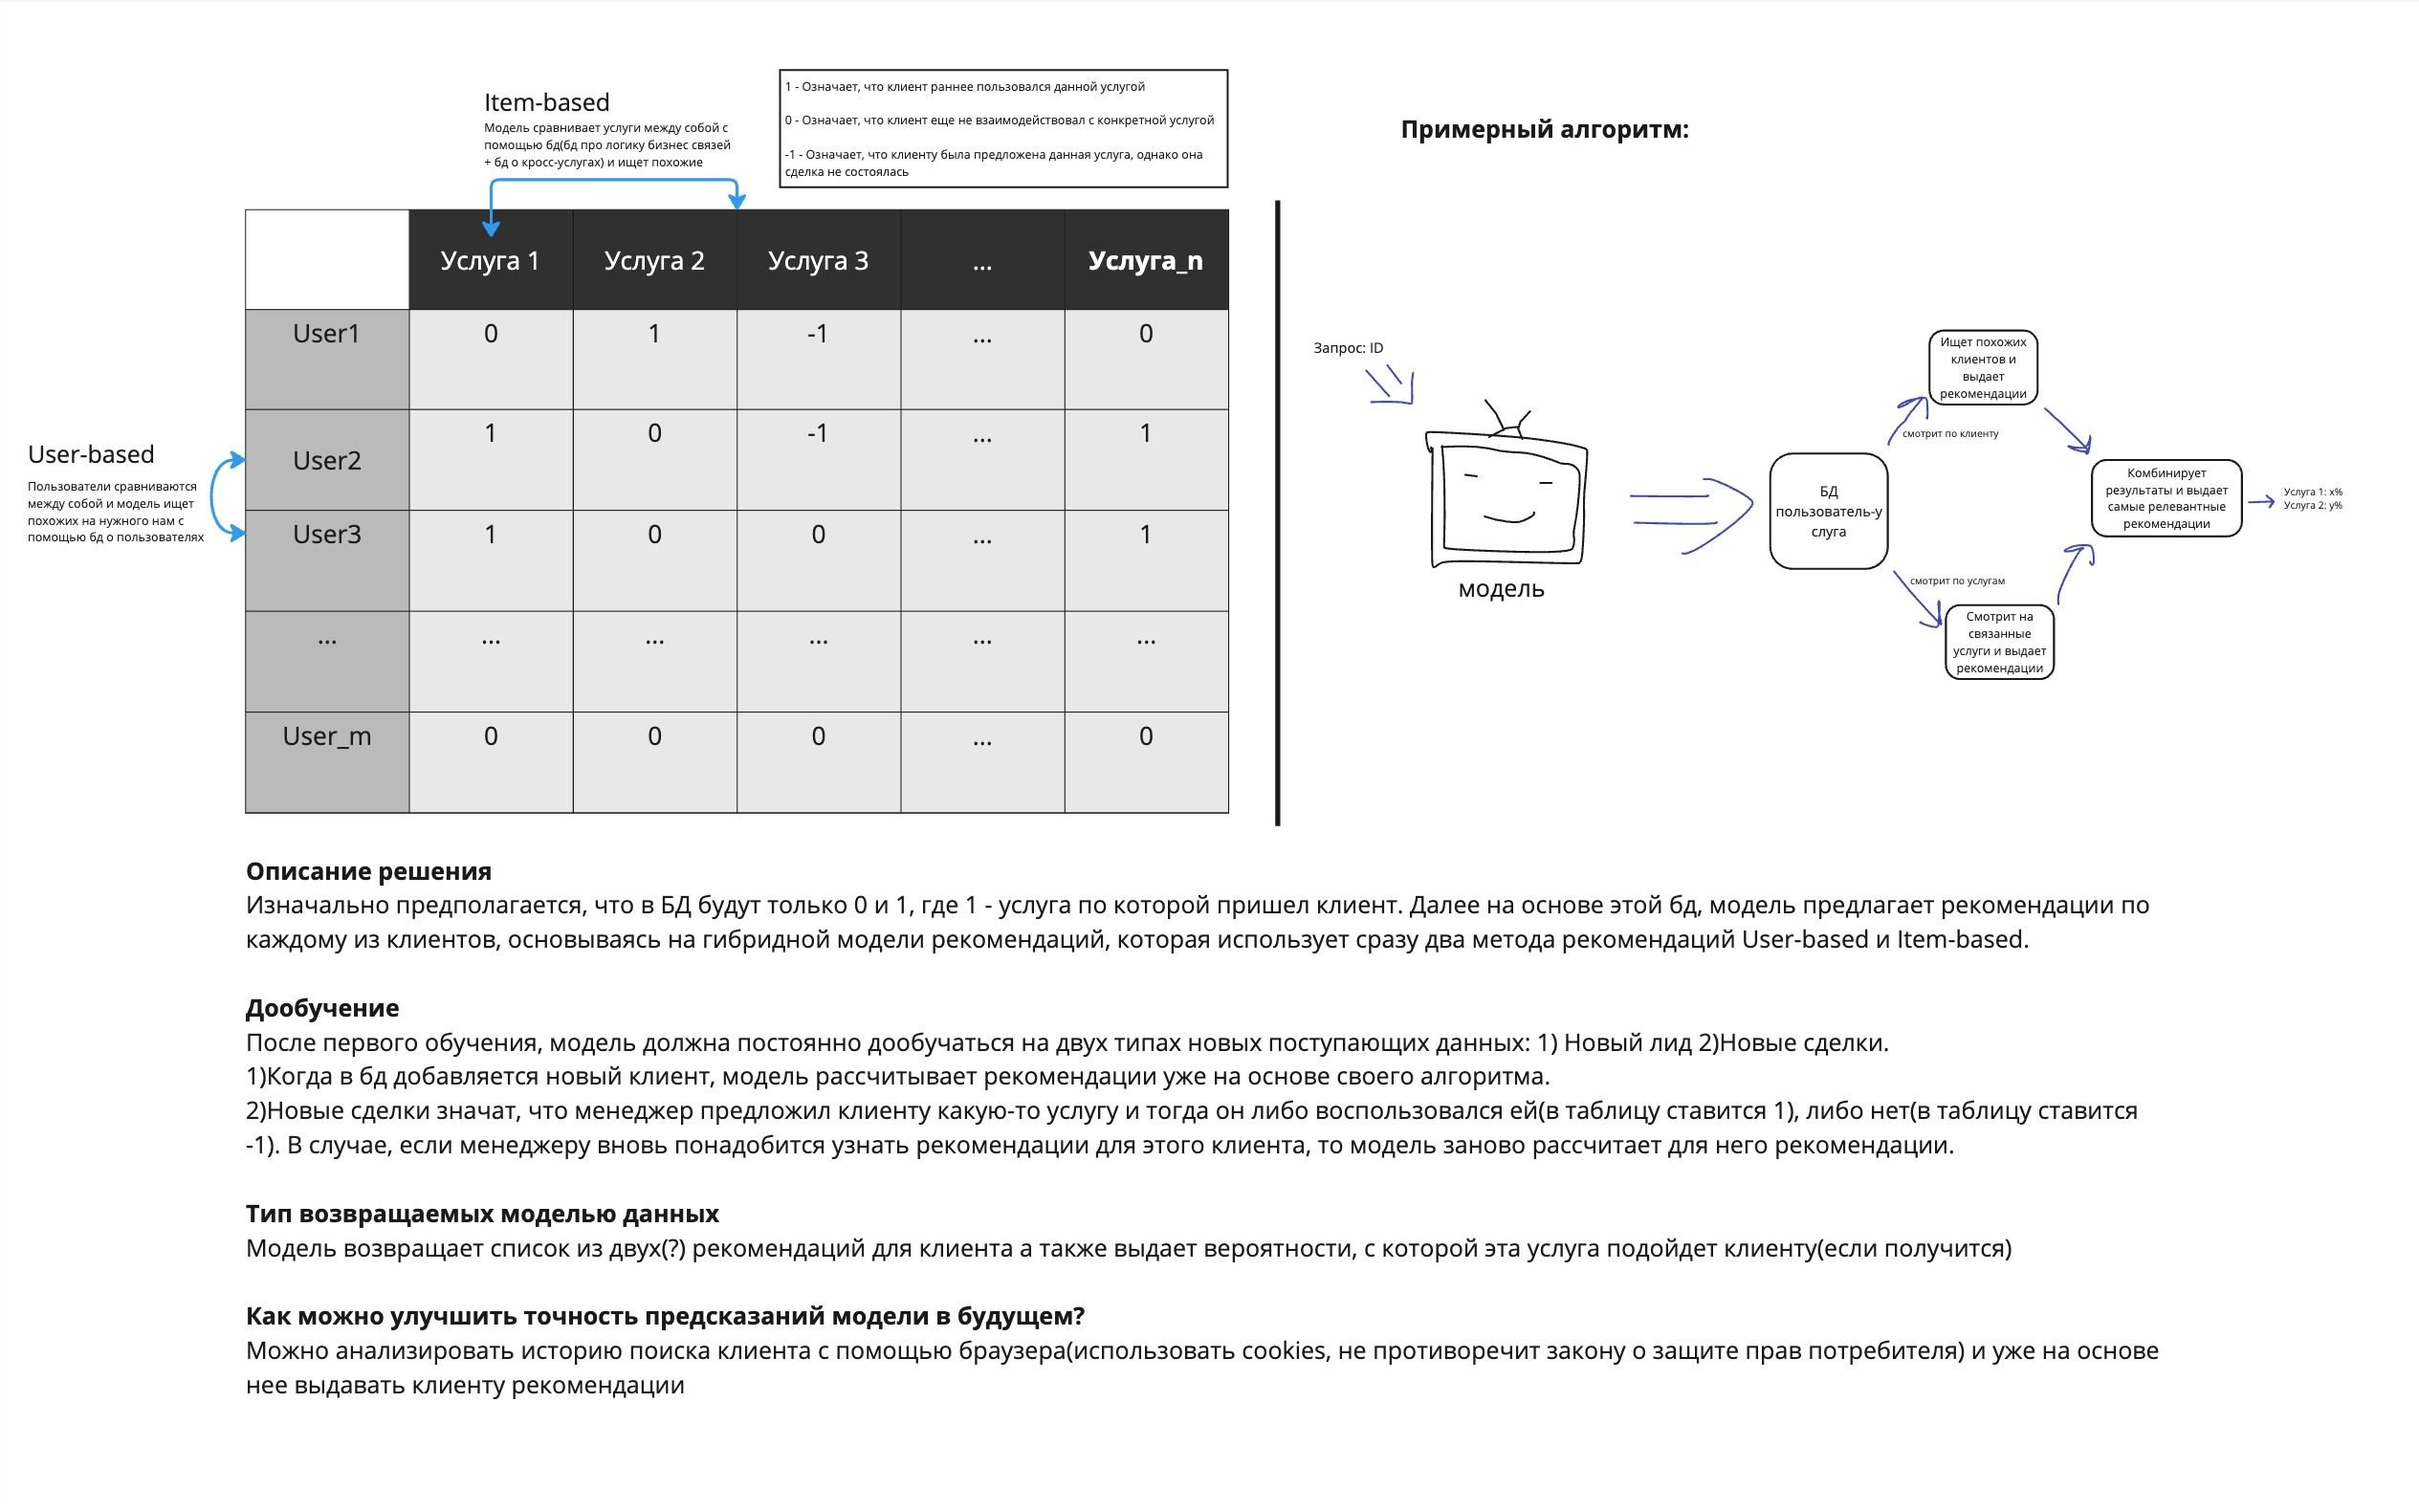 Item-based
Модель сравнивает услуги между собой с
помощью бд(бд про логику бизнес связей
+ бд о кросс-услугах) и ищет похожие
1 - Означает, что клиент раннее пользовался данной услугой
0 - Означает, что клиент еще не взаимодействовал с конкретной услугой
-1 - Означает, что клиенту была предложена данная услуга, однако она
сделка не состоялась
Услуга 1 Услуга 2 Услуга 3 ... Услуга_n
User1 0 1 -1 ... 0
User2 1 0 -1 ... 1
User3 1 0 0 ... 1
... ... ... ... ... ...
User_m 0 0 0 ... 0
User-based
Пользователи сравниваются
между собой и модель ищет
похожих на нужного нам с
помощью бд о пользователях
Примерный алгоритм:
Запрос: ID
модель
БД
пользователь-у
слуга
смотрит по клиенту
Ищет похожих
клиентов и
выдает
рекомендации
смотрит по услугам
Смотрит на
связанные
услуги и выдает
рекомендации
Комбинирует
результаты и выдает
самые релевантные
рекомендации
Услуга 1: x%
Услуга 2: y%
Описание решения
Изначально предполагается, что в БД будут только 0 и 1, где 1 - услуга по которой пришел клиент. Далее на основе этой бд, модель предлагает рекомендации по
каждому из клиентов, основываясь на гибридной модели рекомендаций, которая использует сразу два метода рекомендаций User-based и Item-based.
Дообучение
После первого обучения, модель должна постоянно дообучаться на двух типах новых поступающих данных: 1) Новый лид 2)Новые сделки.
1)Когда в бд добавляется новый клиент, модель рассчитывает рекомендации уже на основе своего алгоритма.
2)Новые сделки значат, что менеджер предложил клиенту какую-то услугу и тогда он либо воспользовался ей(в таблицу ставится 1), либо нет(в таблицу ставится
-1). В случае, если менеджеру вновь понадобится узнать рекомендации для этого клиента, то модель заново рассчитает для него рекомендации.
Тип возвращаемых моделью данных
Модель возвращает список из двух(?) рекомендаций для клиента а также выдает вероятности, с которой эта услуга подойдет клиенту(если получится)
Как можно улучшить точность предсказаний модели в будущем?
Можно анализировать историю поиска клиента с помощью браузера(использовать cookies, не противоречит закону о защите прав потребителя) и уже на основе
нее выдавать клиенту рекомендации